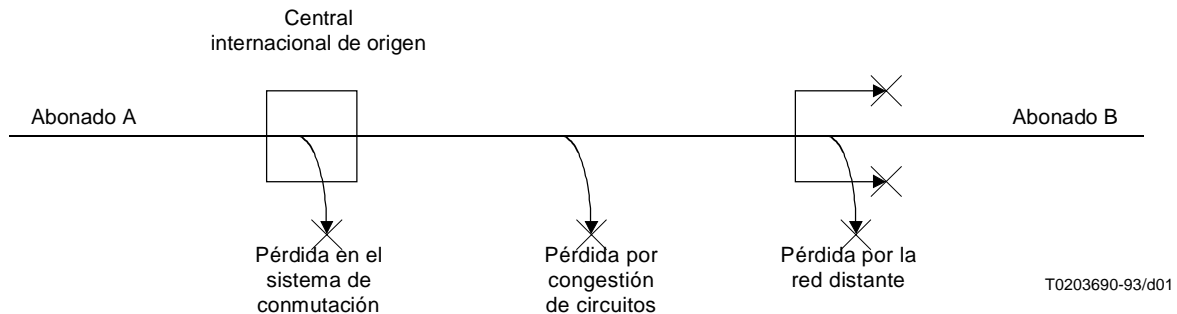 Central
internacional de origen
Abonado A
Abonado B
Pérdida en el
sistema de
conmutación
Pérdida por
congestión
de circuitos
Pérdida por la
red distante
T0203690-93/d01